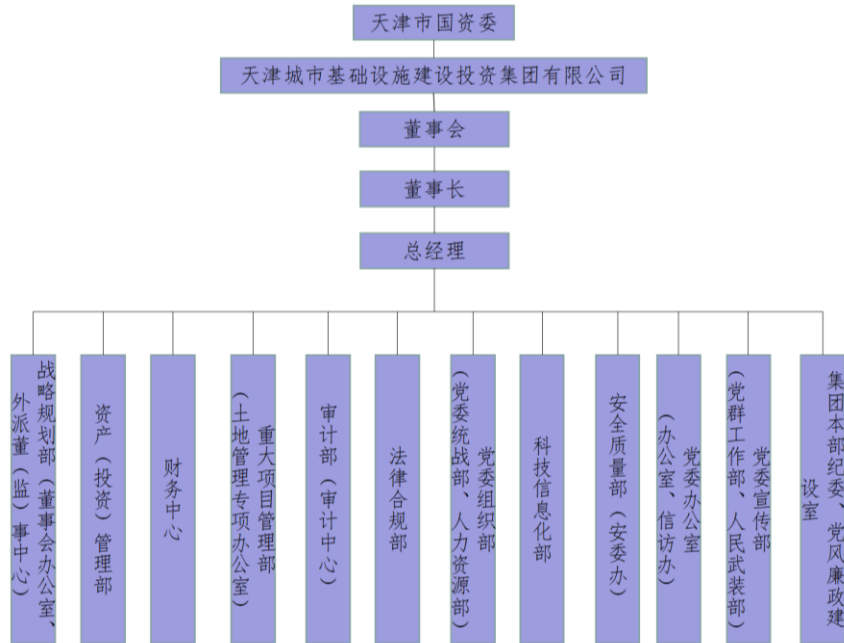 天津市国资委
天津城市基础设施建设投资集团有限公司
董事会
董事长
总经理
战略规划部（董事会办公室、
外派董（监）事中心）
资产（投资）管理部
财务中心
重大项目管理部
（土地管理专项办公室）
审计部（审计中心）
法律合规部
党委组织部
（党委统战部、人力资源部）
科技信息化部
安全质量部（安委办）
党委办公室
（办公室、信访办）
党委宣传部
（党群工作部、人民武装部）
集团本部纪委、党风廉政建
设室